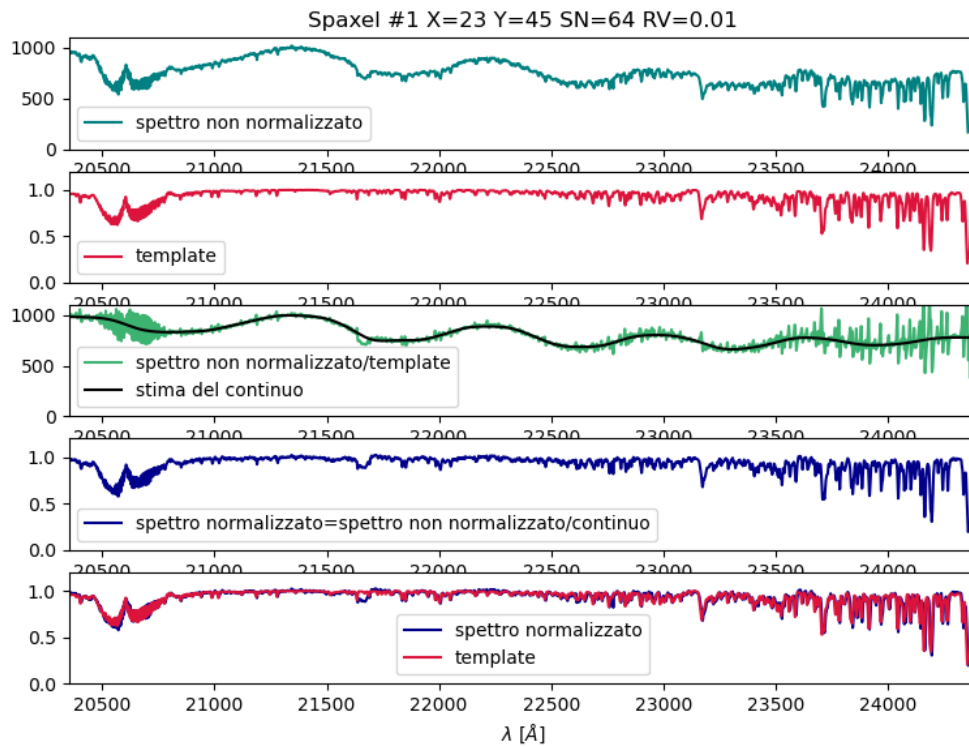 Spaxel #1 X=23 Y=45 SN=64 RV=0.01
1000
500
0
spettro non normalizzato
20500 21000 21500 22000 22500 23000 23500 24000
1.0
0.5
0.0
template
20500 21000 21500 22000 22500 23000 23500 24000
1000
500
0
spettro non normalizzato/template
stima del continuo
20500 21000 21500 22000 22500 23000 23500 24000
1.0
0.5
0.0
spettro normalizzato=spettro non normalizzato/continuo
20500 21000 21500 22000 22500 23000 23500 24000
1.0
0.5
0.0
spettro normalizzato
template
20500 21000 21500 22000 22500 23000 23500 24000
λ [Å]